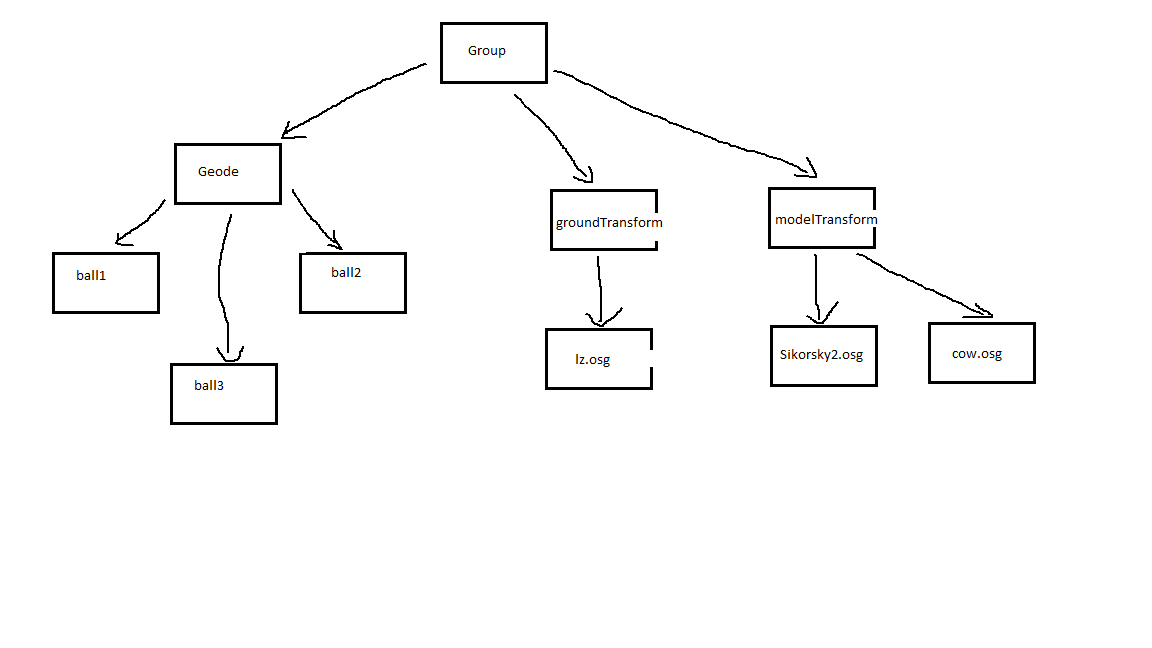 Group
Geode
groundTransform
modelTransform
ball1
ball2
ball3
lz.osg
Sikorsky2.osg
cow.osg